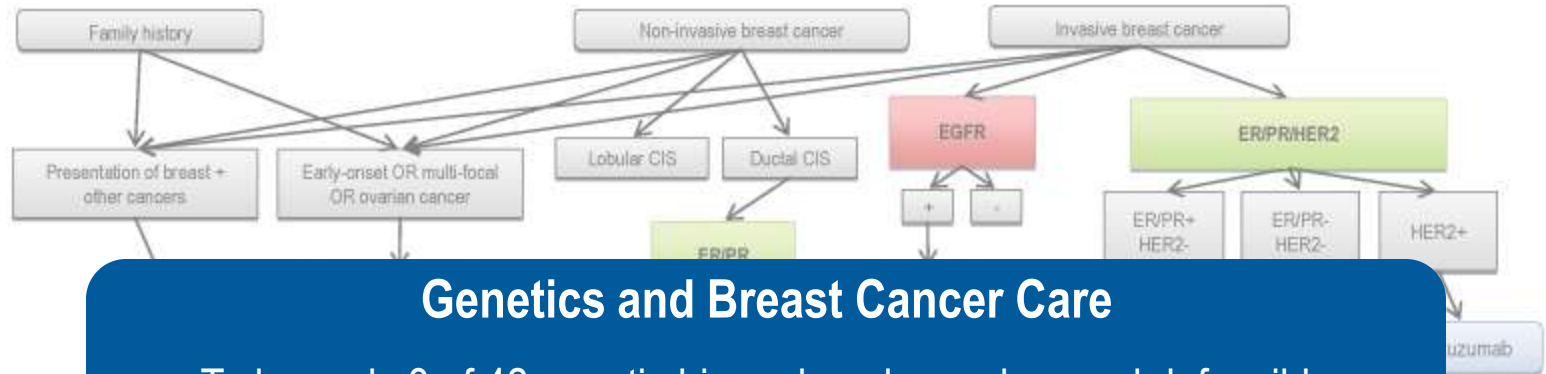 Family history
Non-invasive breast cancer
Invasive breast cancer
EGFR
ER/PR/HER2
Presentation of breast +
other cancers
Early-onset OR multi-focal
OR ovarian cancer
Lobular CIS
Ductal CIS
+
-
ER/PR+
HER2-
ER/PR-
HER2-
HER2+
ER/PR
Genetics and Breast Cancer Care
uzumab